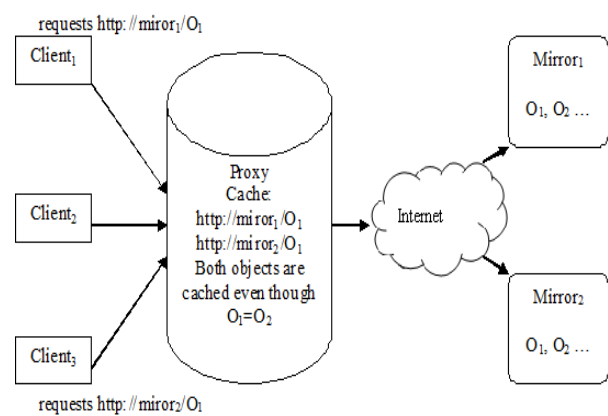 requests http://miror₁/O₁
Client₁
Client₂
Client₃
requests http://miror₂/O₁
Proxy
Cache:
http://miror₁/O₁
http://miror₂/O₁
Both objects are
cached even though
O₁=O₂
Internet
Mirror₁
O₁, O₂ ...
Mirror₂
O₁, O₂ ...